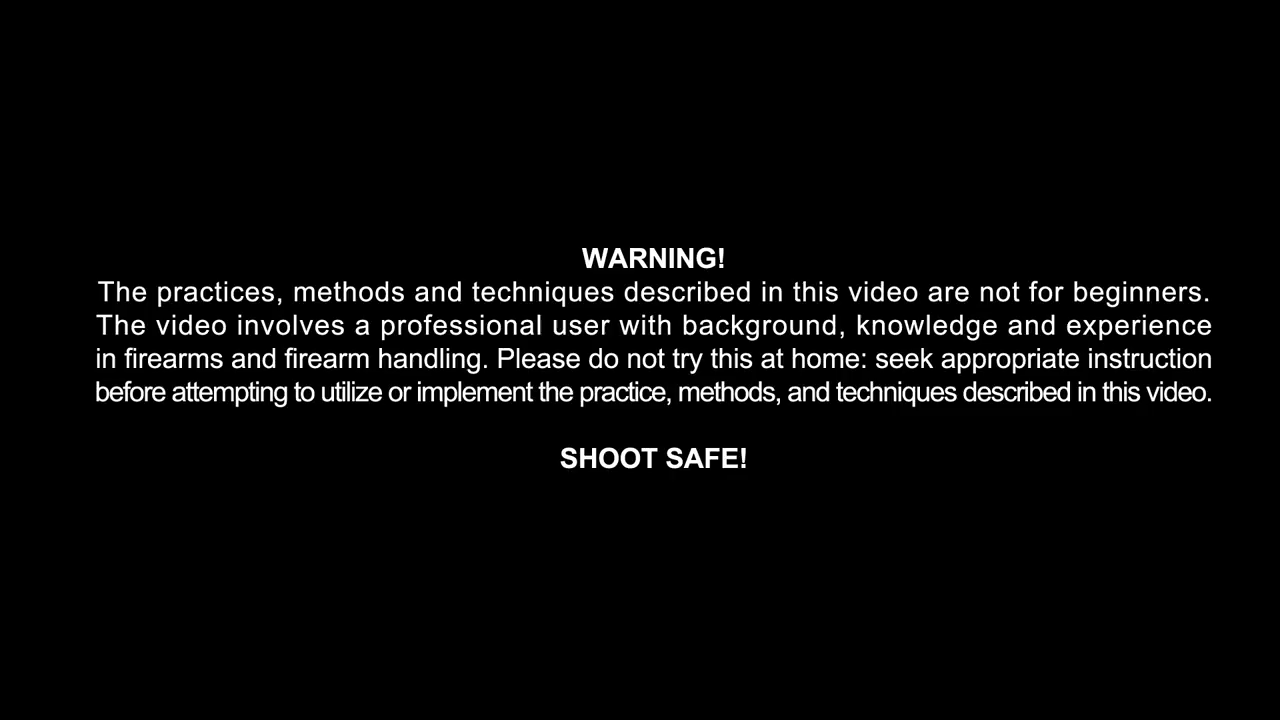 WARNING!
The practices, methods and techniques described in this video are not for beginners.
The video involves a professional user with background, knowledge and experience
in firearms and firearm handling. Please do not try this at home: seek appropriate instruction
before attempting to utilize or implement the practice, methods, and techniques described in this video.
SHOOT SAFE!